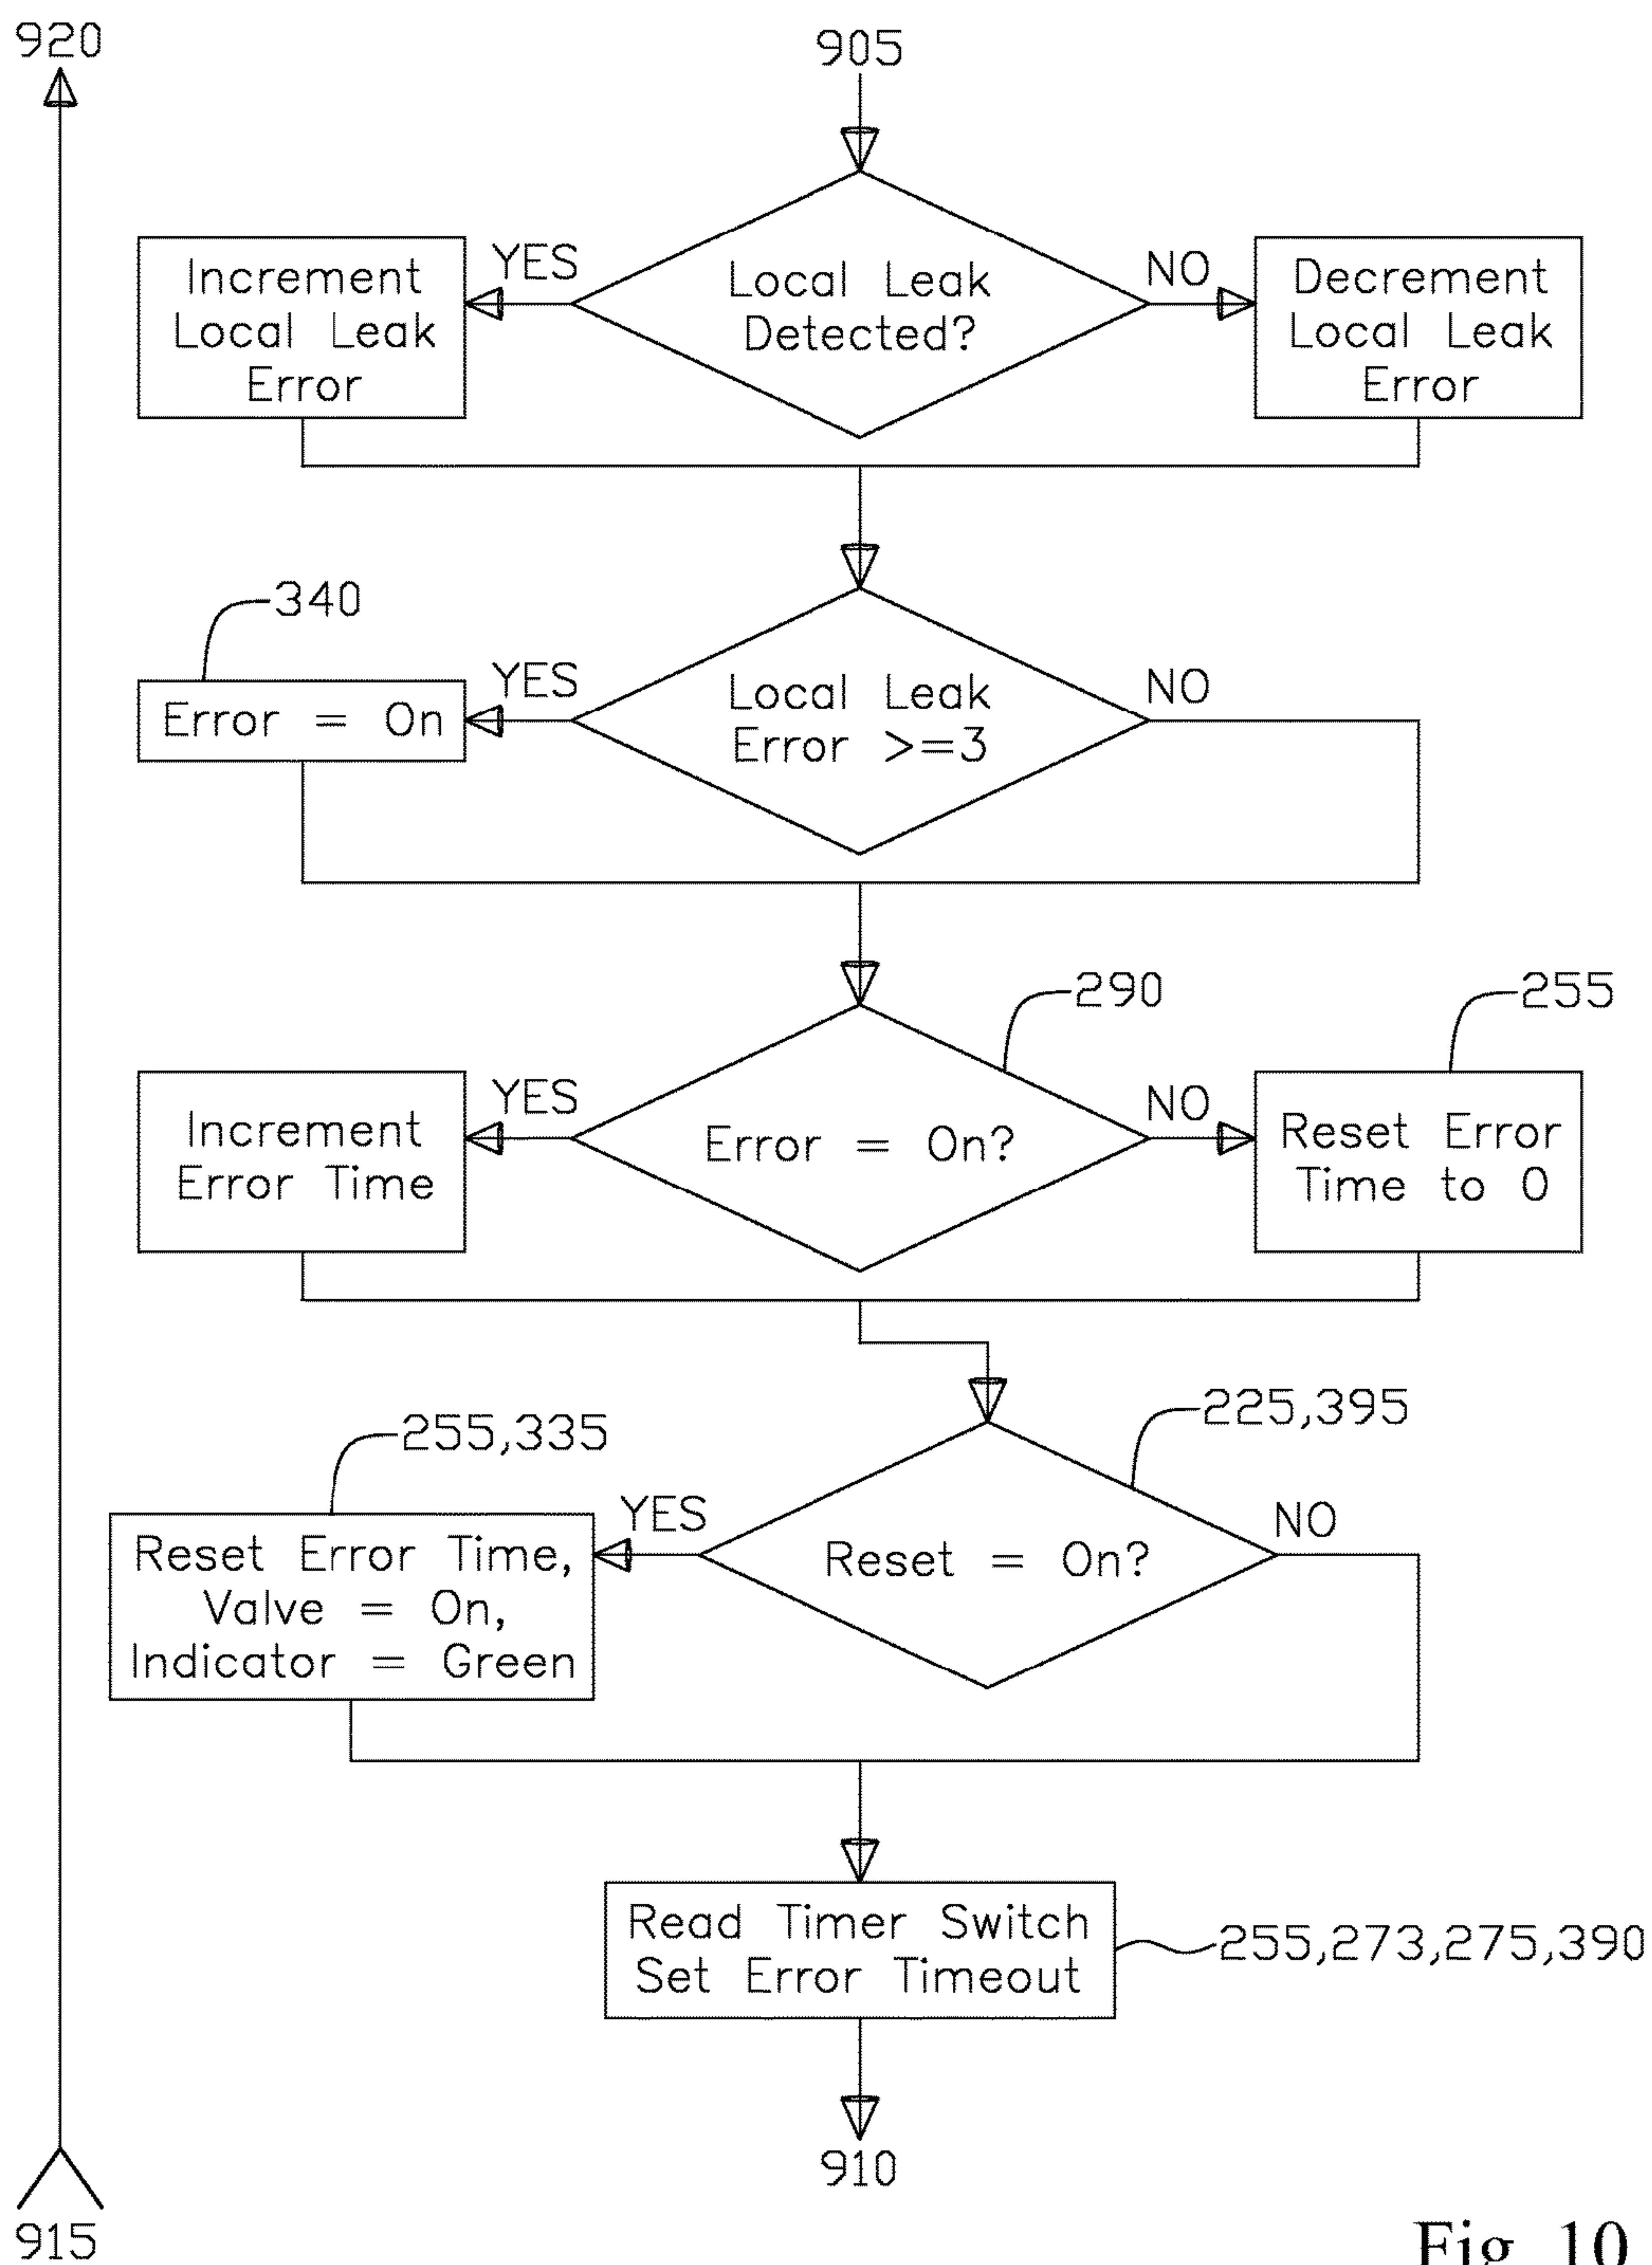 920
905
YES
NO
Increment
Local Leak
Error
Local Leak
Detected?
Decrement
Local Leak
Error
340
YES
NO
Error = On
Local Leak
Error >=3
290
255
YES
NO
Increment
Error Time
Error = On?
Reset Error
Time to 0
225,395
255,335
YES
NO
Reset Error Time,
Valve = On,
Indicator = Green
Reset = On?
Read Timer Switch
Set Error Timeout
255,273,275,390
910
915
Fig. 10